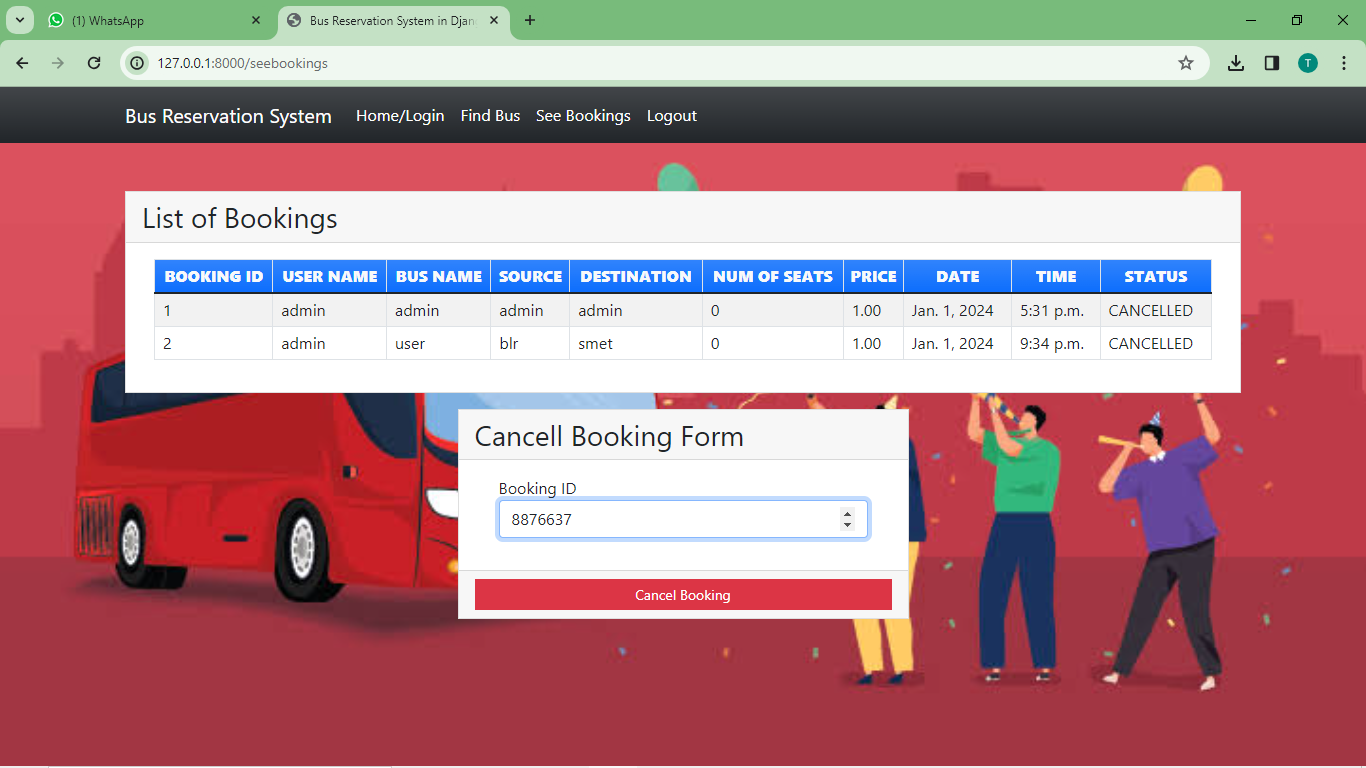 (1) WhatsApp
Bus Reservation System in Djan
127.0.0.1:8000/seebookings
T
Bus Reservation System Home/Login Find Bus See Bookings Logout
List of Bookings
BOOKING ID USER NAME BUS NAME SOURCE DESTINATION NUM OF SEATS PRICE DATE TIME STATUS
1 admin admin admin admin 0 1.00 Jan. 1, 2024 5:31 p.m. CANCELLED
2 admin user blr smet 0 1.00 Jan. 1, 2024 9:34 p.m. CANCELLED
Cancell Booking Form
Booking ID
8876637
Cancel Booking